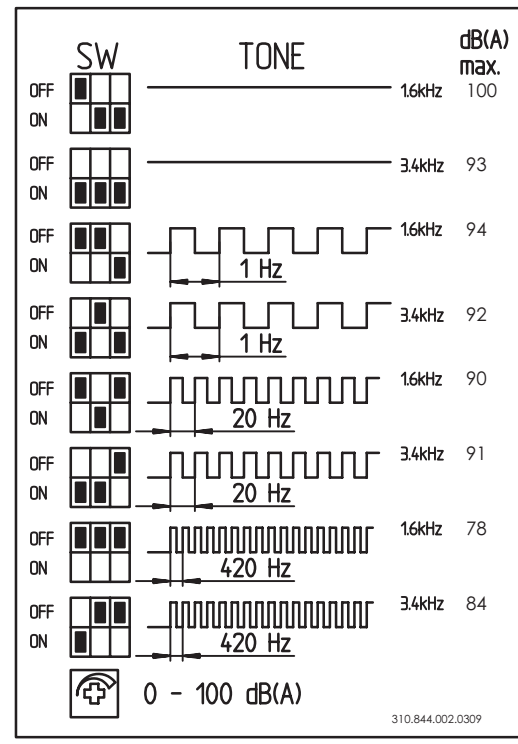 SW TONE dB(A) max.
OFF 1.6kHz 100
ON
OFF 3.4kHz 93
ON
OFF 1.6kHz 94
ON 1 Hz
OFF 3.4kHz 92
ON 1 Hz
OFF 1.6kHz 90
ON 20 Hz
OFF 3.4kHz 91
ON 20 Hz
OFF 1.6kHz 78
ON 420 Hz
OFF 3.4kHz 84
ON 420 Hz
0 - 100 dB(A)
310.844.002.0309